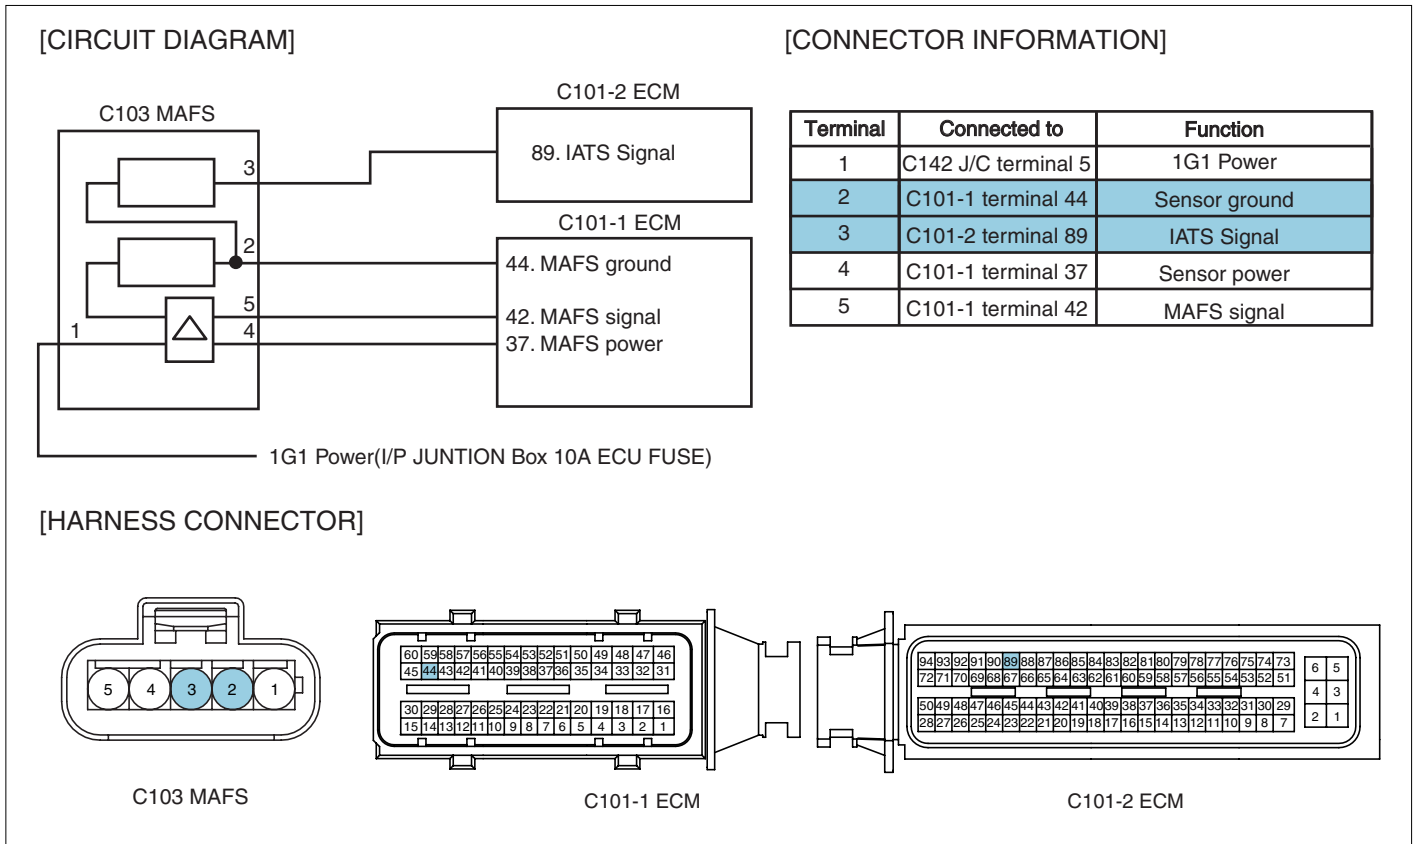 [CIRCUIT DIAGRAM]
C103 MAFS
3
2
5
4
1
C101-2 ECM
89. IATS Signal
C101-1 ECM
44. MAFS ground
42. MAFS signal
37. MAFS power
1G1 Power(I/P JUNTION Box 10A ECU FUSE)
[CONNECTOR INFORMATION]
Terminal Connected to Function
1 C142 J/C terminal 5 1G1 Power
2 C101-1 terminal 44 Sensor ground
3 C101-2 terminal 89 IATS Signal
4 C101-1 terminal 37 Sensor power
5 C101-1 terminal 42 MAFS signal
[HARNESS CONNECTOR]
5 4 3 2 1
C103 MAFS
60 59 58 57 56 55 54 53 52 51 50 49 48 47 46
45 44 43 42 41 40 39 38 37 36 35 34 33 32 31
30 29 28 27 26 25 24 23 22 21 20 19 18 17 16
15 14 13 12 11 10 9 8 7 6 5 4 3 2 1
C101-1 ECM
94 93 92 91 90 89 88 87 86 85 84 83 82 81 80 79 78 77 76 75 74 73
72 71 70 69 68 67 66 65 64 63 62 61 60 59 58 57 56 55 54 53 52 51
50 49 48 47 46 45 44 43 42 41 40 39 38 37 36 35 34 33 32 31 30 29
28 27 26 25 24 23 22 21 20 19 18 17 16 15 14 13 12 11 10 9 8 7
6 5
4 3
2 1
C101-2 ECM